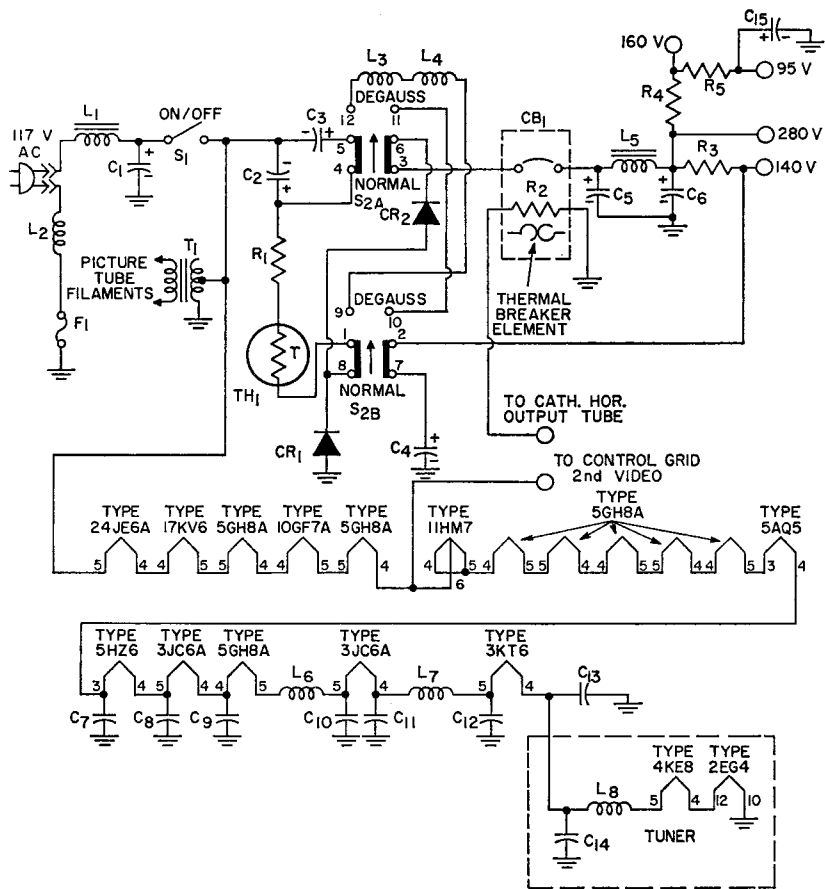 C15
+ -
160 V
R5
95 V
L3 L4
R4
DEGAUSS
12 11
L1
ON/OFF
C3
- +
CB1
117 V
AC
C1
+
S1
5 6
4 3
L5
280 V
R3
140 V
C2
-
+
NORMAL
S2A
CR2
R2
+
-
C5
+
-
C6
L2
T1
PICTURE
TUBE
FILAMENTS
R1
THERMAL
BREAKER
ELEMENT
DEGAUSS
9 10
F1
T
TH1
1 2
8 7
NORMAL
S2B
TO CATH. HOR.
OUTPUT TUBE
CR1
C4
+
-
TO CONTROL GRID
2nd VIDEO
TYPE
24JE6A
TYPE
17KV6
TYPE
5GH8A
TYPE
10GF7A
TYPE
5GH8A
TYPE
11HM7
TYPE
5GH8A
TYPE
5AQ5
5 4 4 5 5 4 4 5 5 4 4 5 4 5 5 4 4 5 5 4 4 5 3 4
6
TYPE
5HZ6
TYPE
3JC6A
TYPE
5GH8A
L6
TYPE
3JC6A
L7
TYPE
3KT6
C13
3 4 5 4 4 5 5 4 5 4
C7 C8 C9 C10 C11 C12
TYPE
4KE8
TYPE
2EG4
L8
5 4 12 10
C14
TUNER